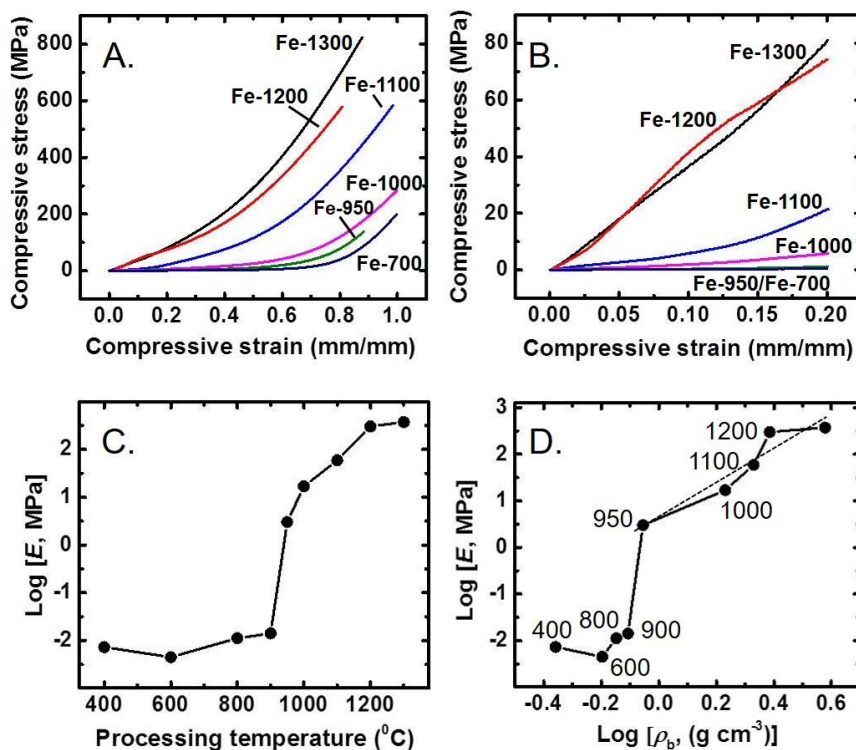 A.
Fe-1300
Fe-1200
Fe-1100
Fe-1000
Fe-950
Fe-700
800
600
400
200
0
Compressive stress (MPa)
0.0 0.2 0.4 0.6 0.8 1.0
Compressive strain (mm/mm)
B.
Fe-1300
Fe-1200
Fe-1100
Fe-1000
Fe-950/Fe-700
80
60
40
20
0
Compressive stress (MPa)
0.00 0.05 0.10 0.15 0.20
Compressive strain (mm/mm)
C.
2
1
0
-1
-2
Log [E, MPa]
400 600 800 1000 1200
Processing temperature (⁰C)
D.
1200
1100
1000
950
900
800
600
400
3
2
1
0
-1
-2
Log [E, MPa]
-0.4 -0.2 0.0 0.2 0.4 0.6
Log [ρb, (g cm⁻³)]